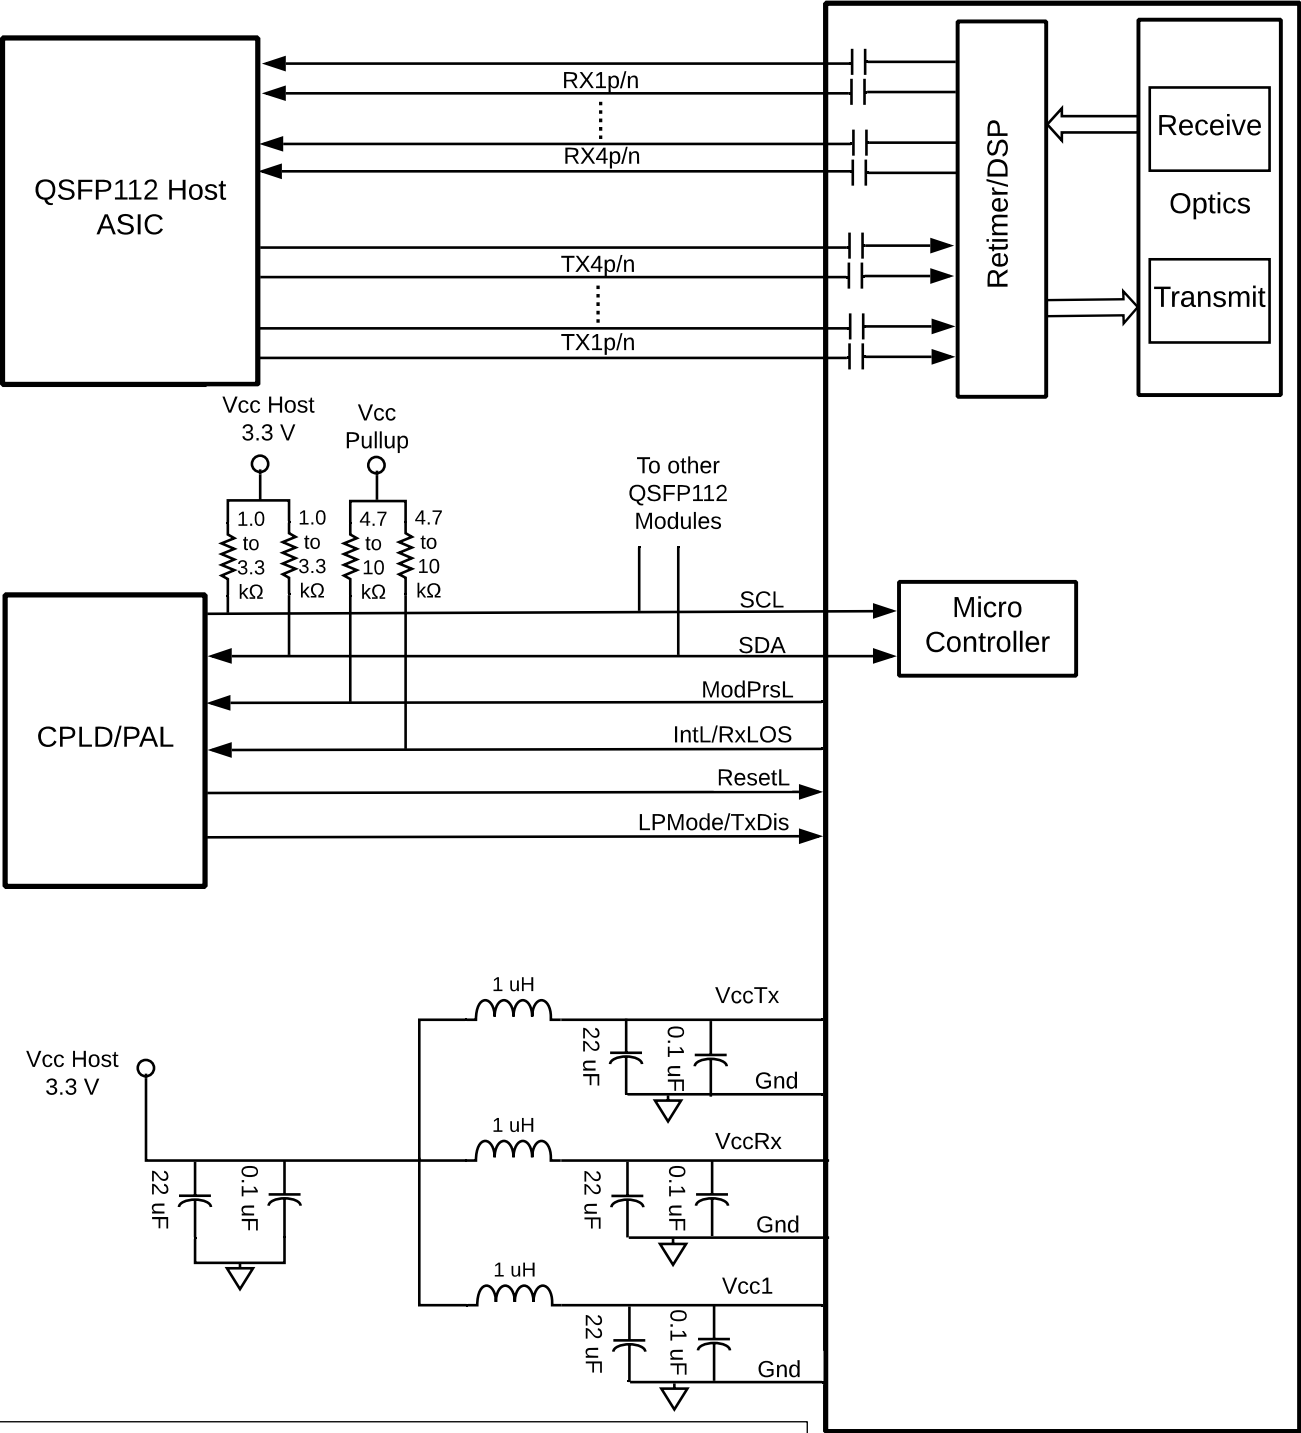 RX1p/n
RX4p/n
TX4p/n
TX1p/n
QSFP112 Host
ASIC
Retimer/DSP
Receive
Optics
Transmit
Vcc Host
3.3 V
Vcc
Pullup
1.0
to
3.3
kΩ
1.0
to
3.3
kΩ
4.7
to
10
kΩ
4.7
to
10
kΩ
To other
QSFP112
Modules
SCL
SDA
ModPrsL
IntL/RxLOS
ResetL
LPMode/TxDis
CPLD/PAL
Micro
Controller
Vcc Host
3.3 V
22 uF
0.1 uF
1 uH
VccTx
22 uF
0.1 uF
Gnd
1 uH
VccRx
22 uF
0.1 uF
Gnd
1 uH
Vcc1
22 uF
0.1 uF
Gnd